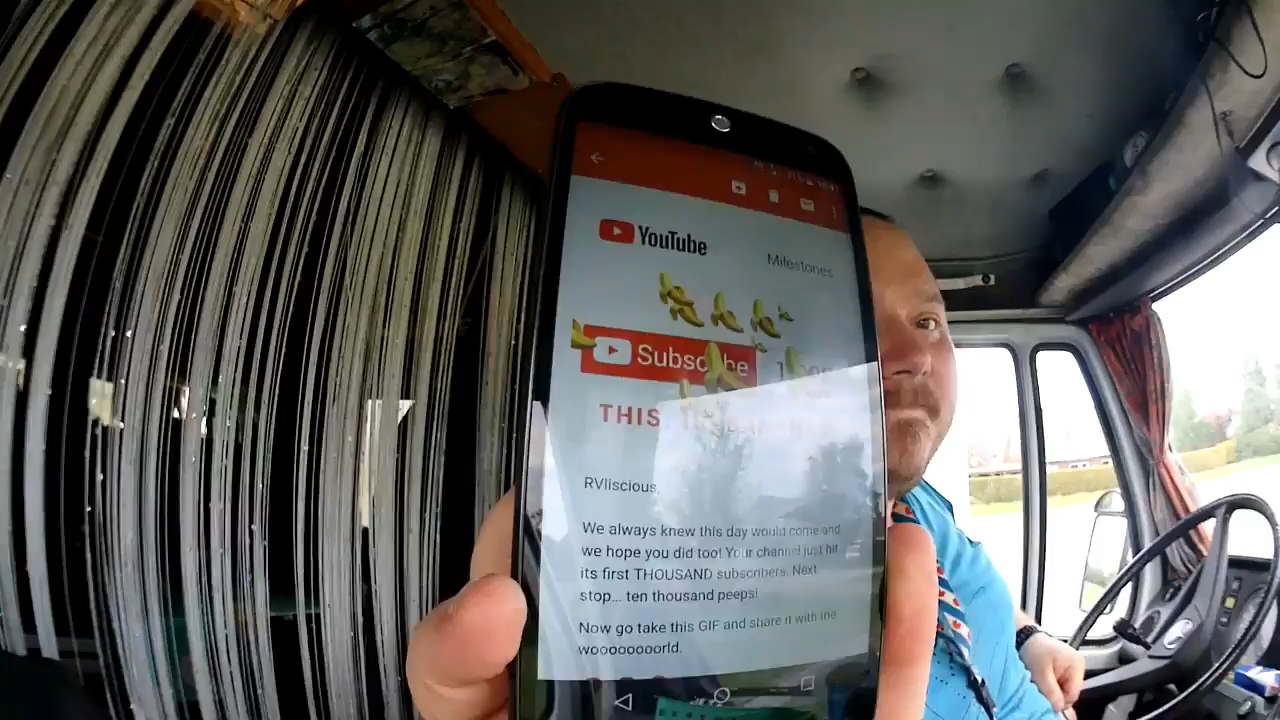 YouTube
Milestones
Subscribe
THIS IS
RVliscious,
We always knew this day would come and
we hope you did too! Your channel just hit
its first THOUSAND subscribers. Next
stop... ten thousand peeps!
Now go take this GIF and share it with the
woooooooorld.